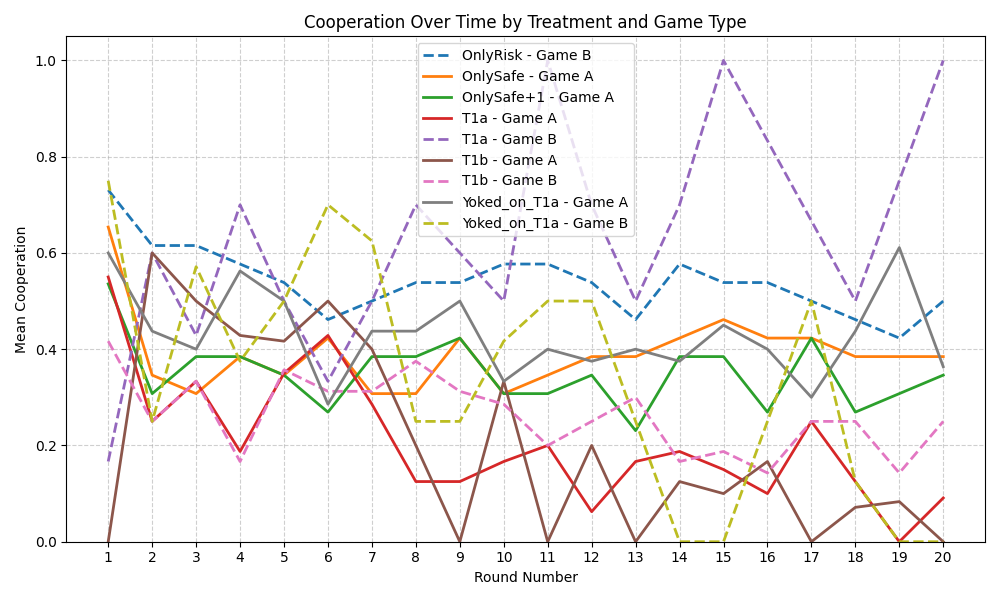 Cooperation Over Time by Treatment and Game Type
OnlyRisk - Game B
OnlySafe - Game A
OnlySafe+1 - Game A
T1a - Game A
T1a - Game B
T1b - Game A
T1b - Game B
Yoked_on_T1a - Game A
Yoked_on_T1a - Game B
Mean Cooperation
1.0
0.8
0.6
0.4
0.2
0.0
1 2 3 4 5 6 7 8 9 10 11 12 13 14 15 16 17 18 19 20
Round Number